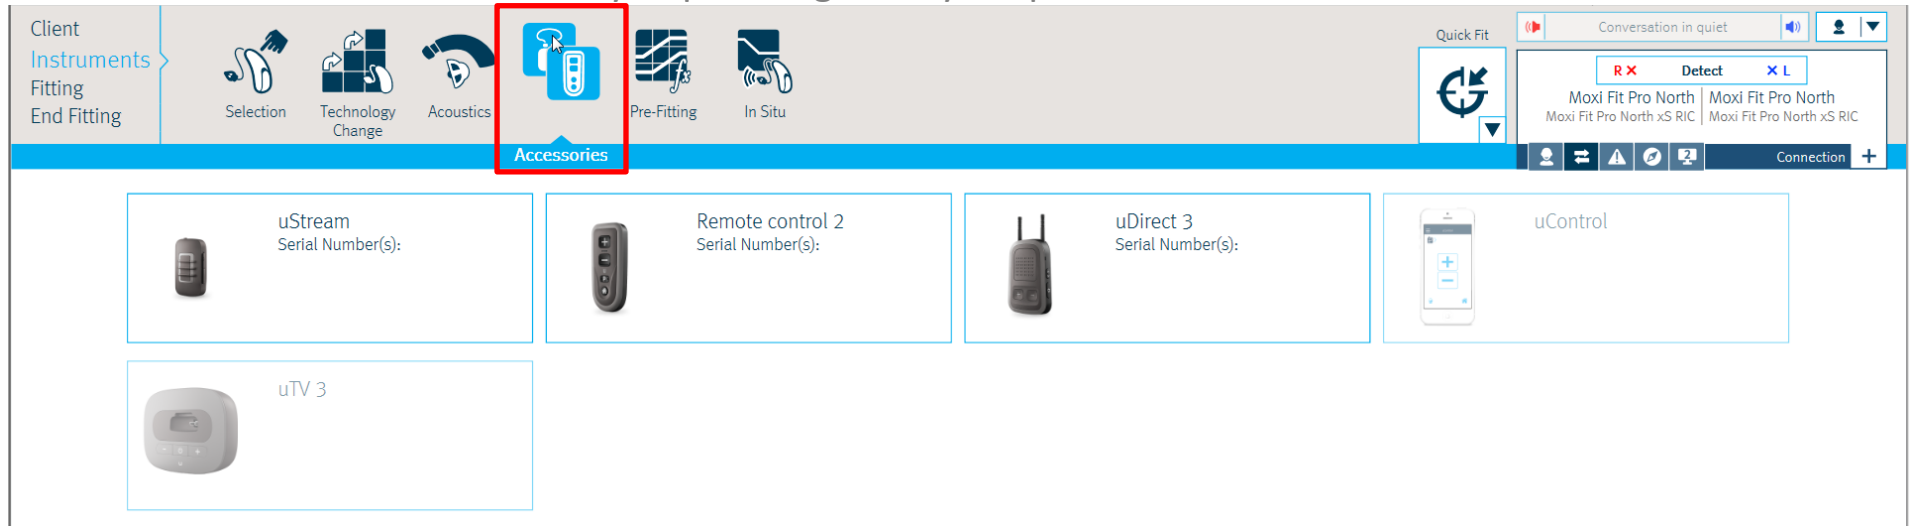 Client
Instruments
Fitting
End Fitting
Selection
Technology
Change
Acoustics
Accessories
Pre-Fitting
In Situ
Quick Fit
Conversation in quiet
R X Detect X L
Moxi Fit Pro North
Moxi Fit Pro North xS RIC
Moxi Fit Pro North
Moxi Fit Pro North xS RIC
2
Connection +
uStream
Serial Number(s):
Remote control 2
Serial Number(s):
uDirect 3
Serial Number(s):
uControl
uTV 3